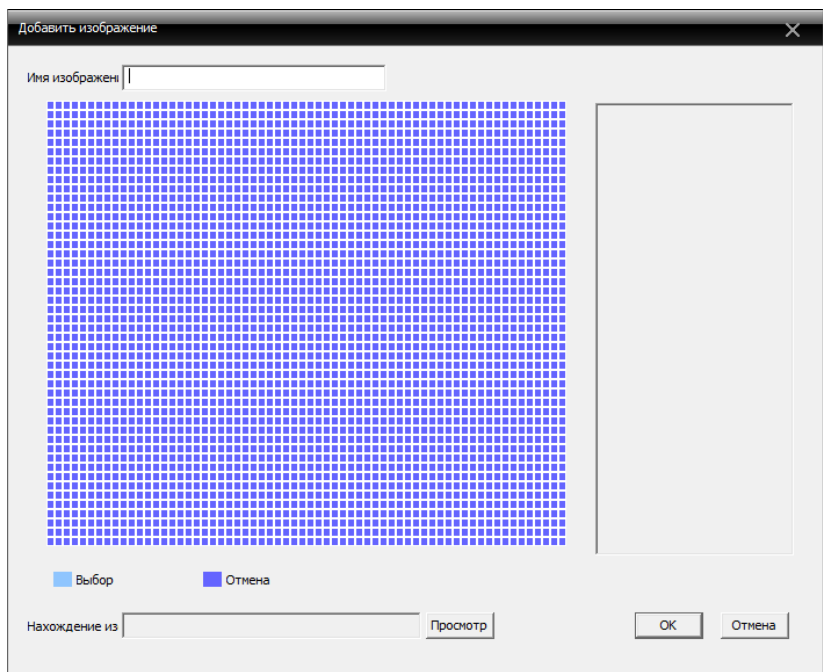 Добавить изображение
Имя изображени
Выбор
Отмена
Нахождение из
Просмотр
OK
Отмена